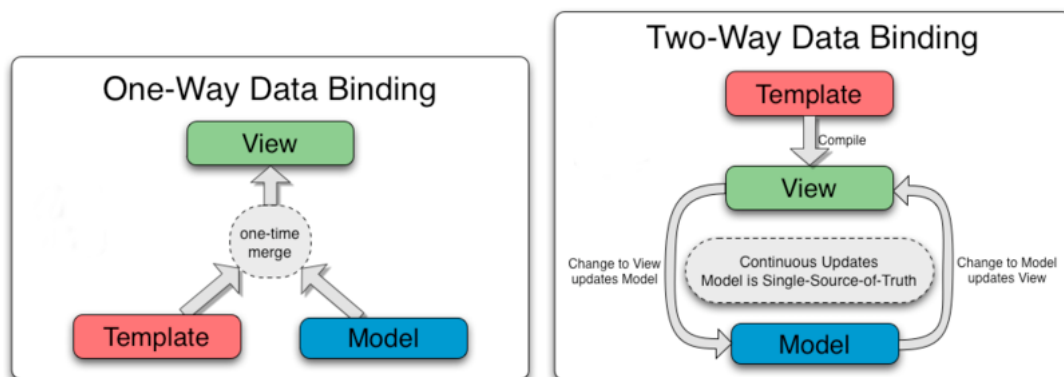 One-Way Data Binding
View
one-time
merge
Template
Model
Two-Way Data Binding
Template
Compile
View
Change to View
updates Model
Continuous Updates
Model is Single-Source-of-Truth
Change to Model
updates View
Model